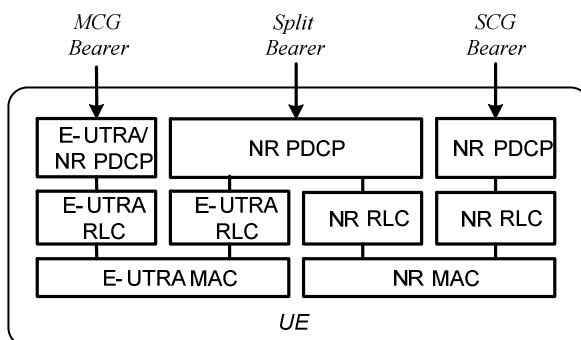 MCG
Bearer
Split
Bearer
SCG
Bearer
E-UTRA/
NR PDCP
NR PDCP
NR PDCP
E-UTRA
RLC
E-UTRA
RLC
NR RLC
NR RLC
E-UTRA MAC
NR MAC
UE